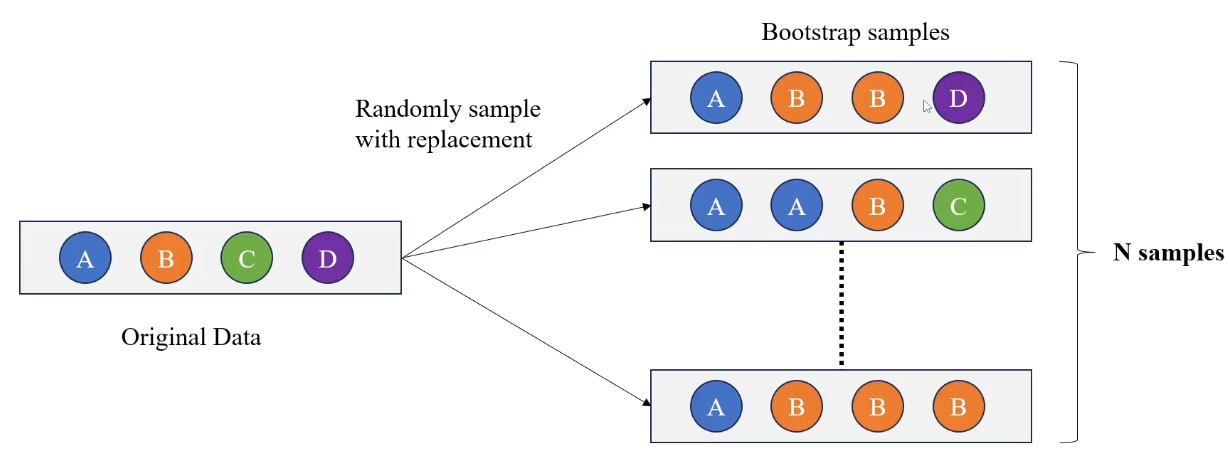 Bootstrap samples
A B B D
Randomly sample
with replacement
A A B C
A B C D
N samples
Original Data
A B B B